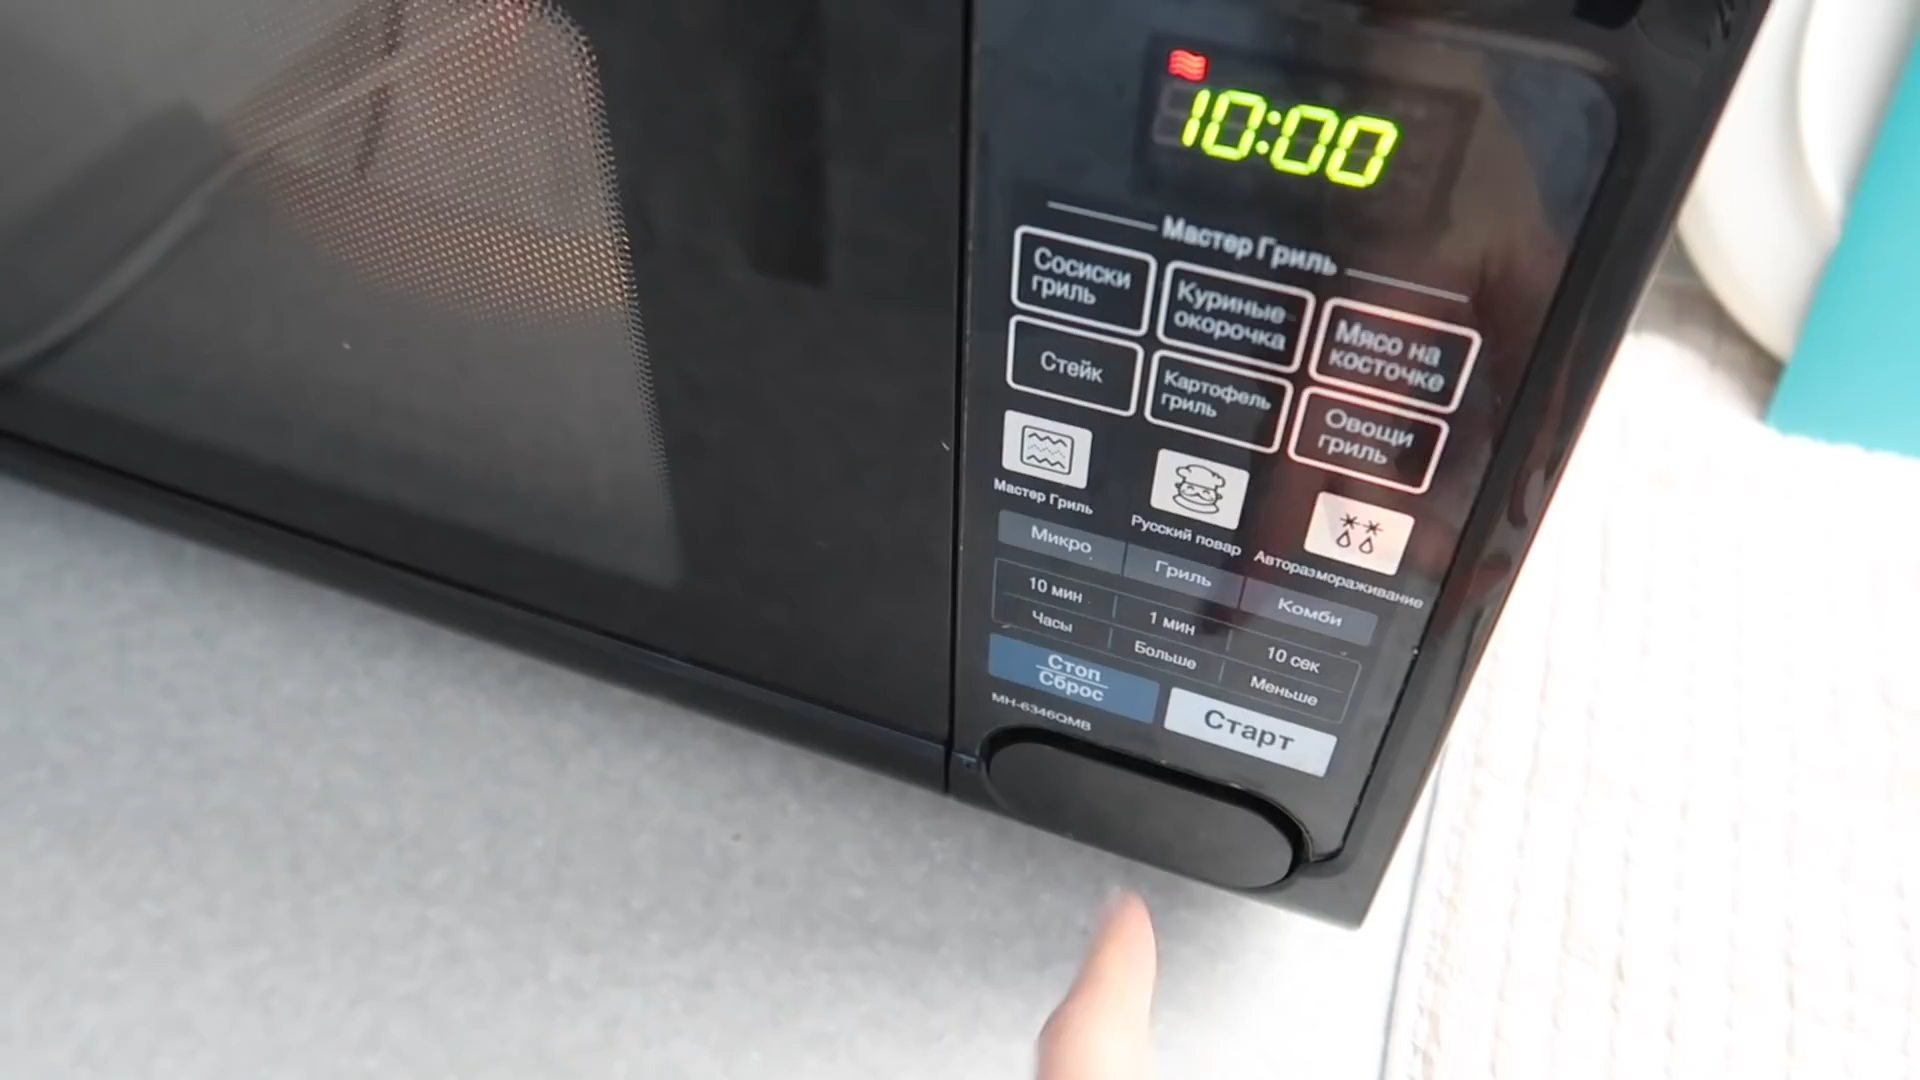 10:00
Мастер Гриль
Сосиски
гриль
Куриные
окорочка
Мясо на
косточке
Стейк
Картофель
гриль
Овощи
гриль
Мастер Гриль
Русский повар
Авторазмораживание
Микро
Гриль
Комби
10 мин
1 мин
10 сек
Часы
Больше
Меньше
Стоп
Сброс
Старт
MH-6346QMB